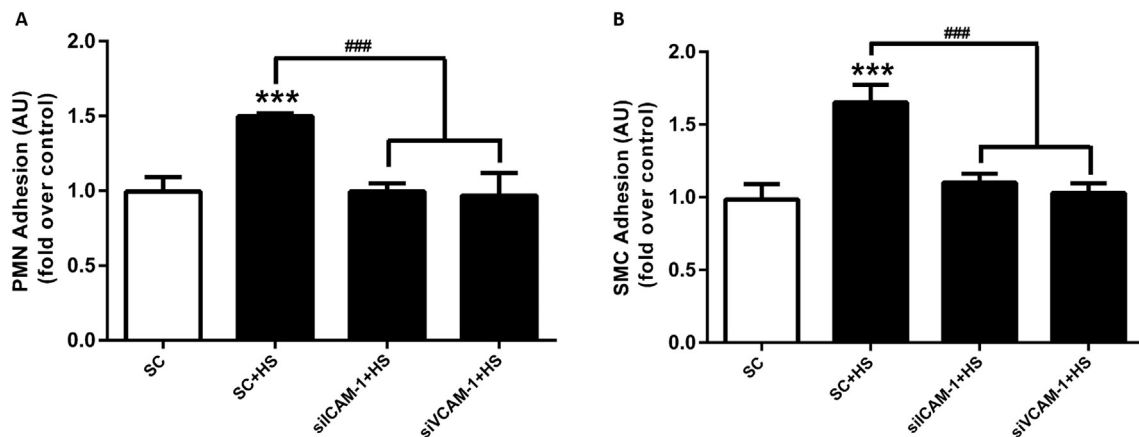 A
PMN Adhesion (AU)
(fold over control)
2.0
1.5
1.0
0.5
0.0
###
***
SC
SC+HS
siICAM-1+HS
siVCAM-1+HS
B
SMC Adhesion (AU)
(fold over control)
2.0
1.5
1.0
0.5
0.0
###
***
SC
SC+HS
siICAM-1+HS
siVCAM-1+HS